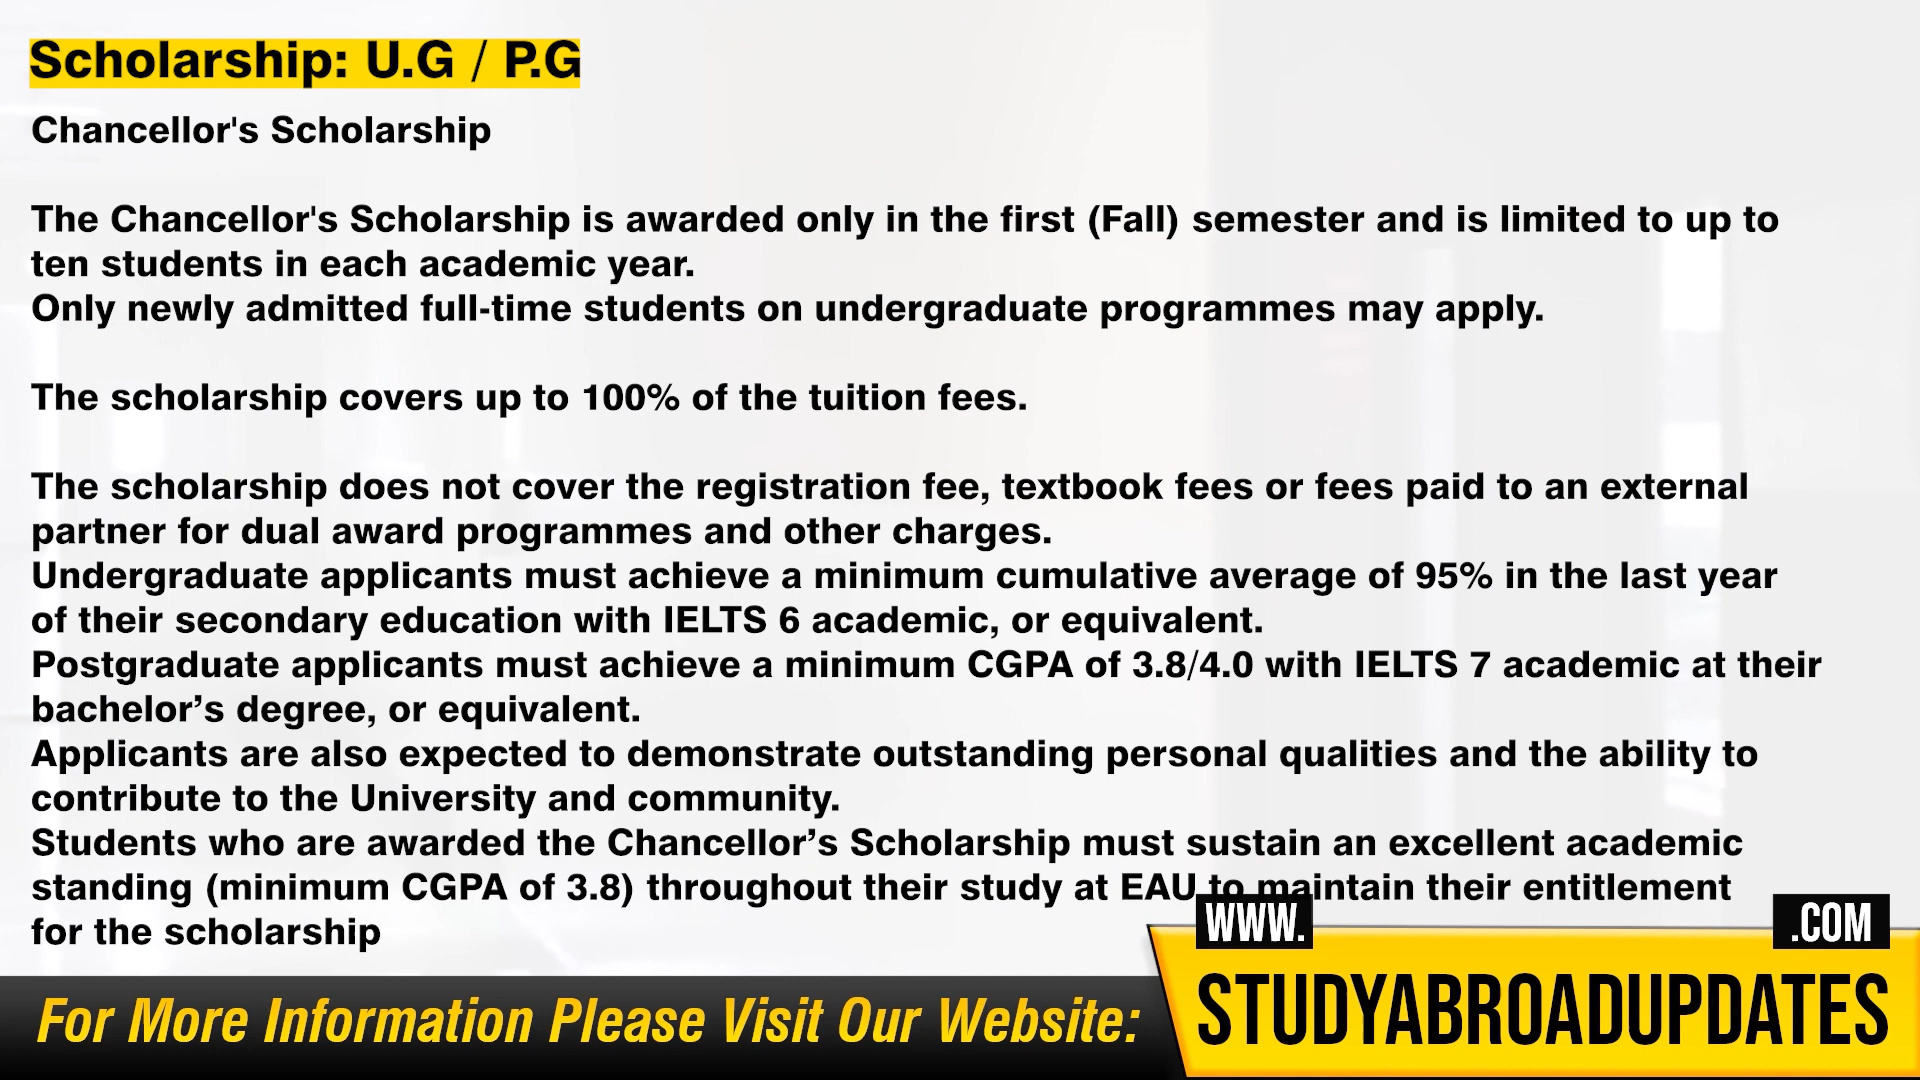 Scholarship: U.G / P.G
Chancellor's Scholarship
The Chancellor's Scholarship is awarded only in the first (Fall) semester and is limited to up to
ten students in each academic year.
Only newly admitted full-time students on undergraduate programmes may apply.
The scholarship covers up to 100% of the tuition fees.
The scholarship does not cover the registration fee, textbook fees or fees paid to an external
partner for dual award programmes and other charges.
Undergraduate applicants must achieve a minimum cumulative average of 95% in the last year
of their secondary education with IELTS 6 academic, or equivalent.
Postgraduate applicants must achieve a minimum CGPA of 3.8/4.0 with IELTS 7 academic at their
bachelor’s degree, or equivalent.
Applicants are also expected to demonstrate outstanding personal qualities and the ability to
contribute to the University and community.
Students who are awarded the Chancellor’s Scholarship must sustain an excellent academic
standing (minimum CGPA of 3.8) throughout their study at EAU to maintain their entitlement
for the scholarship
WWW. .COM
For More Information Please Visit Our Website: STUDYABROADUPDATES